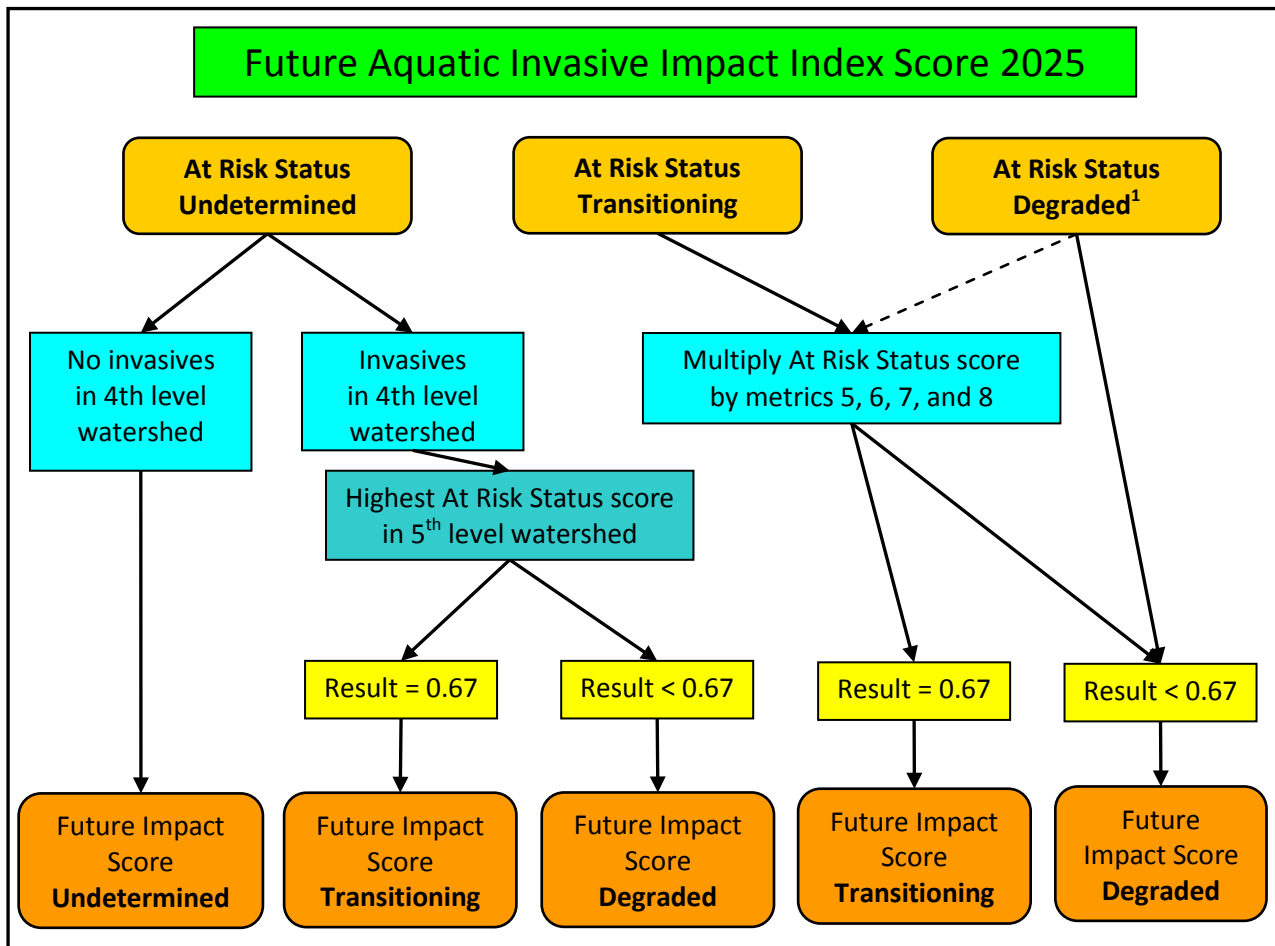 Future Aquatic Invasive Impact Index Score 2025
At Risk Status
Undetermined
At Risk Status
Transitioning
At Risk Status
Degraded¹
No invasives
in 4th level
watershed
Invasives
in 4th level
watershed
Multiply At Risk Status score
by metrics 5, 6, 7, and 8
Highest At Risk Status score
in 5ᵗʰ level watershed
Result = 0.67
Result < 0.67
Result = 0.67
Result < 0.67
Future Impact
Score
Undetermined
Future Impact
Score
Transitioning
Future Impact
Score
Degraded
Future Impact
Score
Transitioning
Future
Impact Score
Degraded